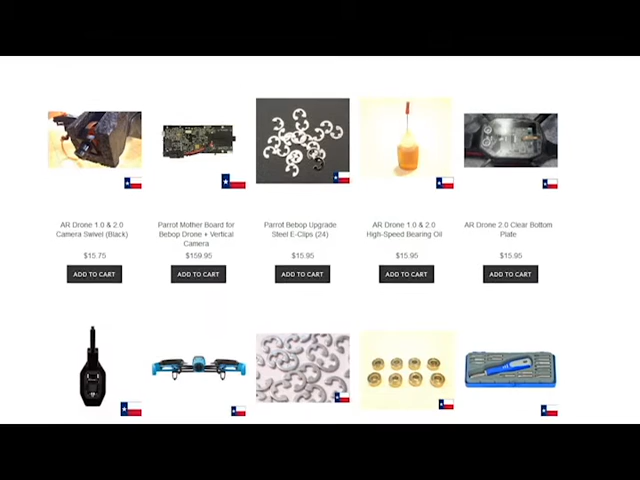 AR Drone 1.0 & 2.0
Camera Swivel (Black)
$15.75
ADD TO CART
Parrot Mother Board for
Bebop Drone + Vertical
Camera
$159.95
ADD TO CART
Parrot Bebop Upgrade
Steel E-Clips (24)
$15.95
ADD TO CART
AR Drone 1.0 & 2.0
High-Speed Bearing Oil
$15.95
ADD TO CART
AR Drone 2.0 Clear Bottom
Plate
$15.95
ADD TO CART